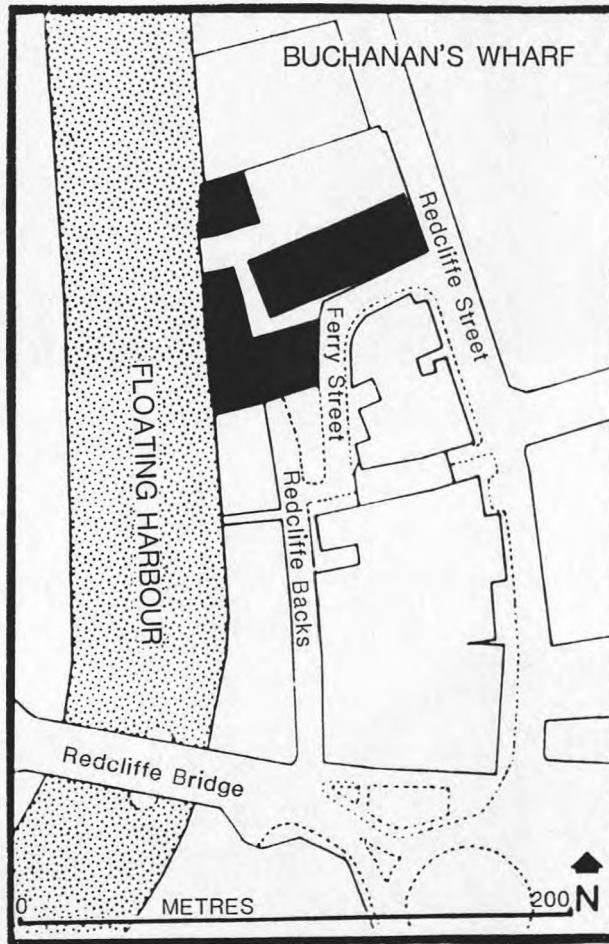 BUCHANAN'S WHARF
Redcliffe Street
Ferry Street
FLOATING HARBOUR
Redcliffe Backs
Redcliffe Bridge
0 METRES 200
N